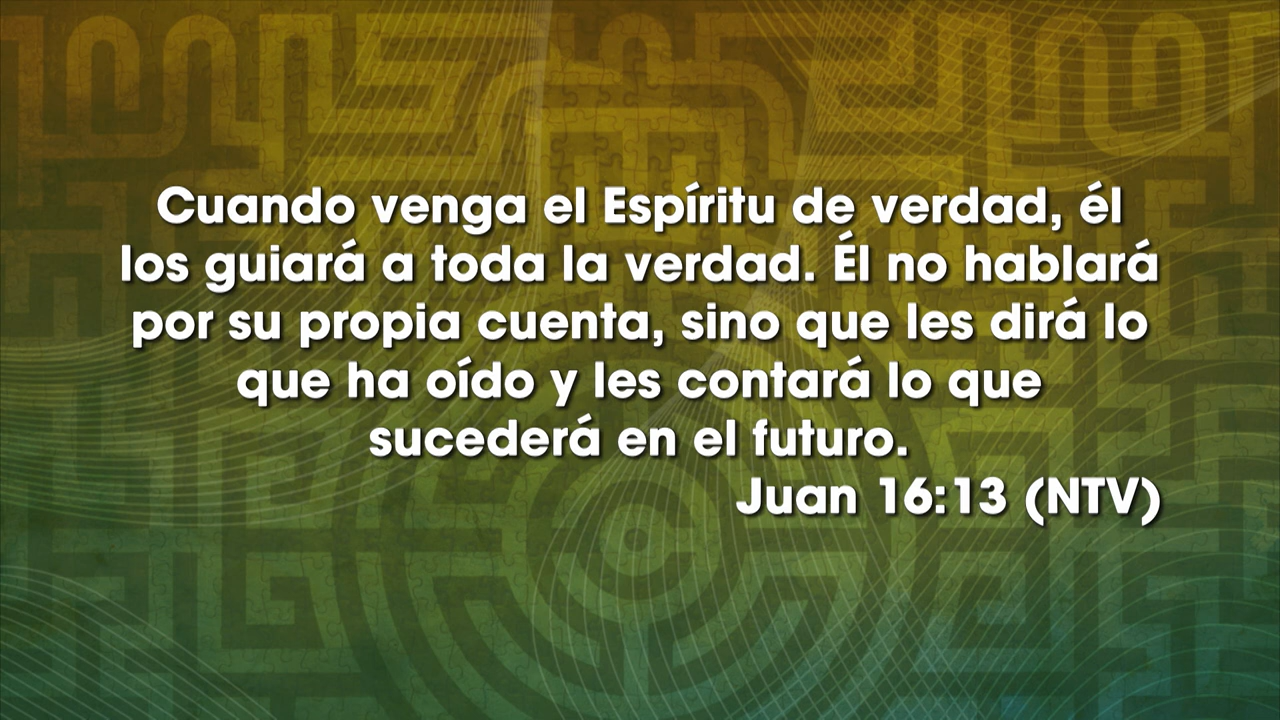 Cuando venga el Espíritu de verdad, él
los guiará a toda la verdad. Él no hablará
por su propia cuenta, sino que les dirá lo
que ha oído y les contará lo que
sucederá en el futuro.
Juan 16:13 (NTV)